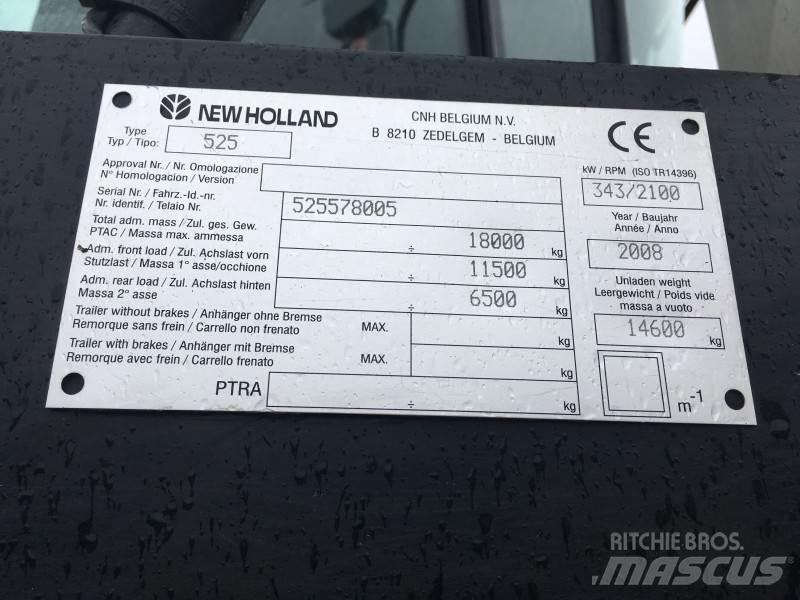 NEW HOLLAND
CNH BELGIUM N.V.
B 8210 ZEDELGEM - BELGIUM
CE
Type
Typ / Tipo:
525
Approval Nr./ Nr. Omologazione
N° Homologacion / Version
Serial Nr / Fahrz.-Id.-nr.
Nr. identif. / Telaio Nr.
525578005
Total adm. mass / Zul. ges. Gew.
PTAC / Massa max. ammessa
÷ 18000 kg
Adm. front load / Zul. Achslast vorn
Stutzlast / Massa 1° asse/occhione
÷ 11500 kg
Adm. rear load / Zul. Achslast hinten
Massa 2° asse
÷ 6500 kg
Trailer without brakes / Anhänger ohne Bremse
Remorque sans frein / Carrello non frenato
MAX. kg
Trailer with brakes / Anhänger mit Bremse
Remorque avec frein / Carrello frenato
MAX. kg
PTRA ÷ kg
kW / RPM (ISO TR14396)
343/2100
Year / Baujahr
Année / Anno
2008
Unladen weight
Leergewicht / Poids vide
massa a vuoto
14600 kg
m-1
RITCHIE BROS.
MASCUS